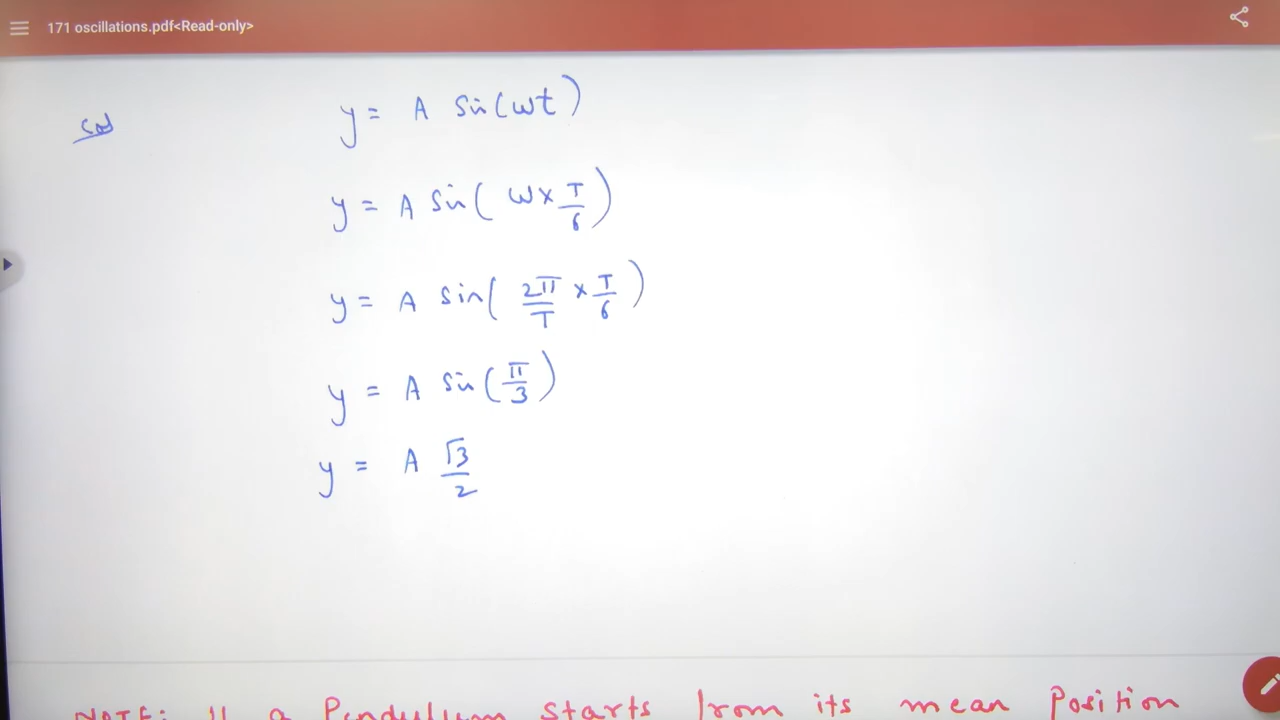 171 oscillations.pdf<Read-only>
Sol
y = A Sin(ωt)
y = A Sin( ω × T/6 )
y = A Sin( 2π/T × T/6 )
y = A Sin( π/3 )
y = A √3/2
NOTE: If a Pendulum starts from its mean Position